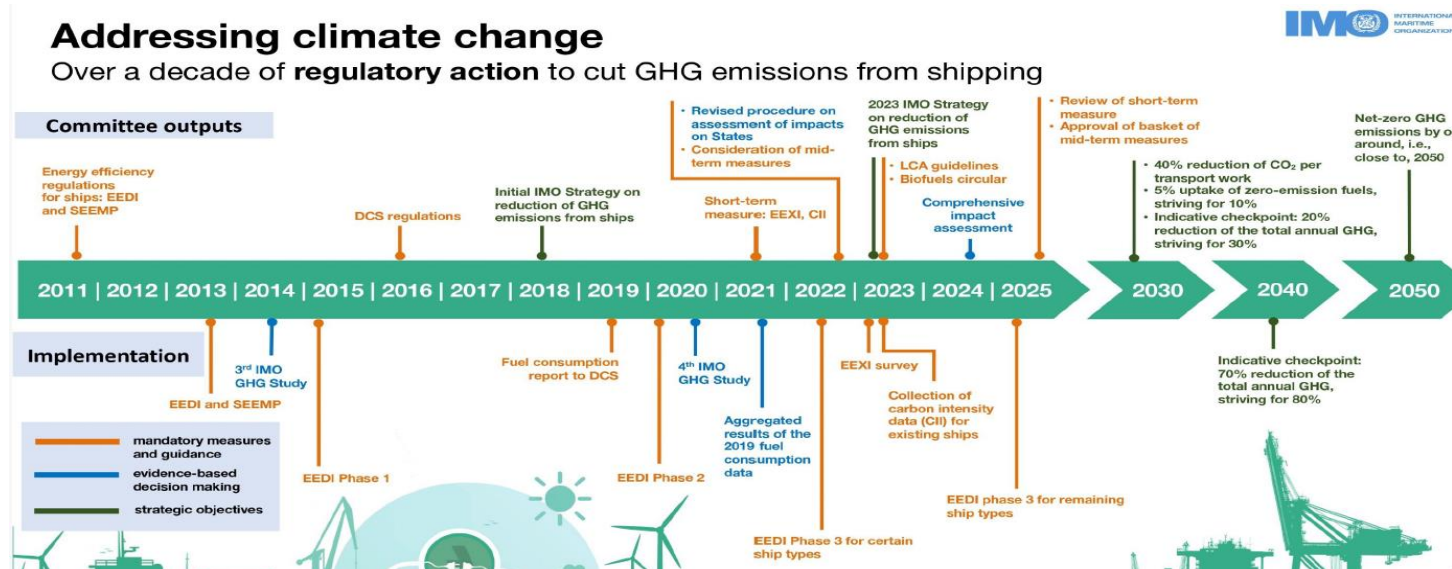 Addressing climate change
Over a decade of regulatory action to cut GHG emissions from shipping
IMO
INTERNATIONAL
MARITIME
ORGANIZATION
Committee outputs
Energy efficiency
regulations
for ships: EEDI
and SEEMP
DCS regulations
Initial IMO Strategy on
reduction of GHG
emissions from ships
• Revised procedure on
assessment of impacts
on States
• Consideration of mid-
term measures
Short-term
measure: EEXI, CII
2023 IMO Strategy
on reduction of
GHG emissions
from ships
• LCA guidelines
• Biofuels circular
Comprehensive
impact
assessment
• Review of short-term
measure
• Approval of basket of
mid-term measures
• 40% reduction of CO₂ per
transport work
• 5% uptake of zero-emission fuels,
striving for 10%
• Indicative checkpoint: 20%
reduction of the total annual GHG,
striving for 30%
Net-zero GHG
emissions by o
around, i.e.,
close to, 2050
2011 | 2012 | 2013 | 2014 | 2015 | 2016 | 2017 | 2018 | 2019 | 2020 | 2021 | 2022 | 2023 | 2024 | 2025
2030
2040
2050
Implementation
EEDI and SEEMP
3rd IMO
GHG Study
EEDI Phase 1
Fuel consumption
report to DCS
EEDI Phase 2
4th IMO
GHG Study
Aggregated
results of the
2019 fuel
consumption
data
EEDI Phase 3 for certain
ship types
EEXI survey
Collection of
carbon intensity
data (CII) for
existing ships
EEDI phase 3 for remaining
ship types
Indicative checkpoint:
70% reduction of the
total annual GHG,
striving for 80%
mandatory measures
and guidance
evidence-based
decision making
strategic objectives